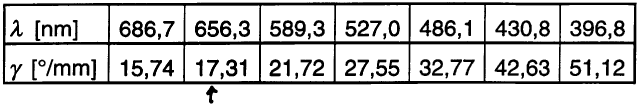 λ [nm] 686,7 656,3 589,3 527,0 486,1 430,8 396,8
γ [°/mm] 15,74 17,31 21,72 27,55 32,77 42,63 51,12